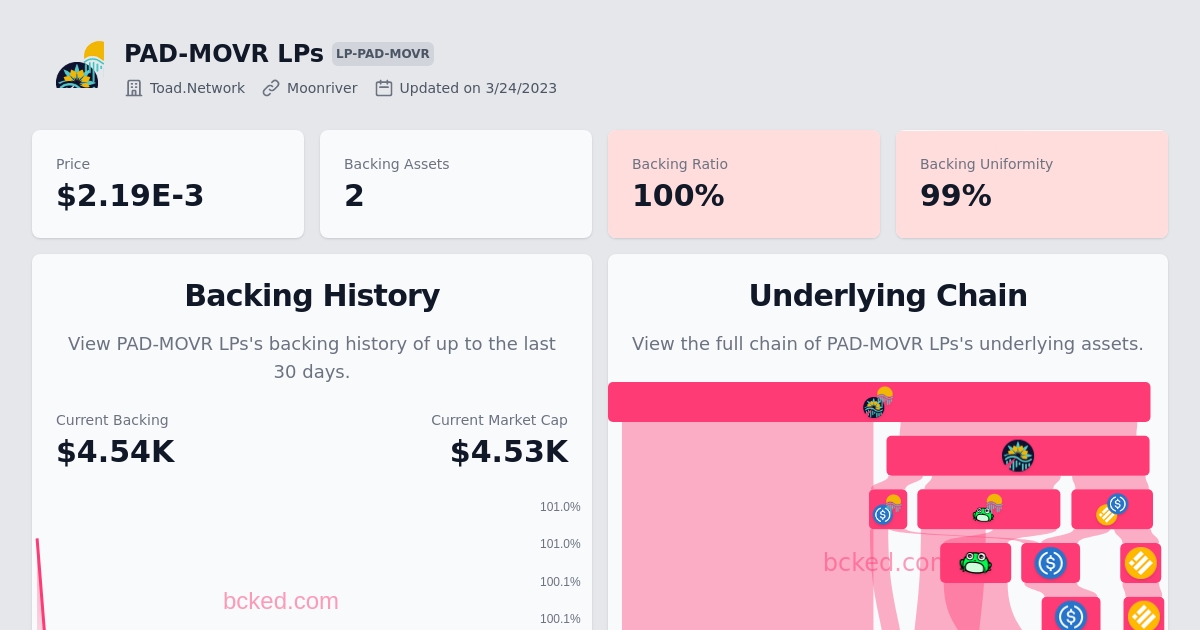 PAD-MOVR LPs LP-PAD-MOVR
Toad.Network Moonriver Updated on 3/24/2023
Price
$2.19E-3
Backing Assets
2
Backing Ratio
100%
Backing Uniformity
99%
Backing History
View PAD-MOVR LPs's backing history of up to the last
30 days.
Current Backing
$4.54K
Current Market Cap
$4.53K
101.0%
101.0%
100.1%
100.1%
bcked.com
Underlying Chain
View the full chain of PAD-MOVR LPs's underlying assets.
bcked.com